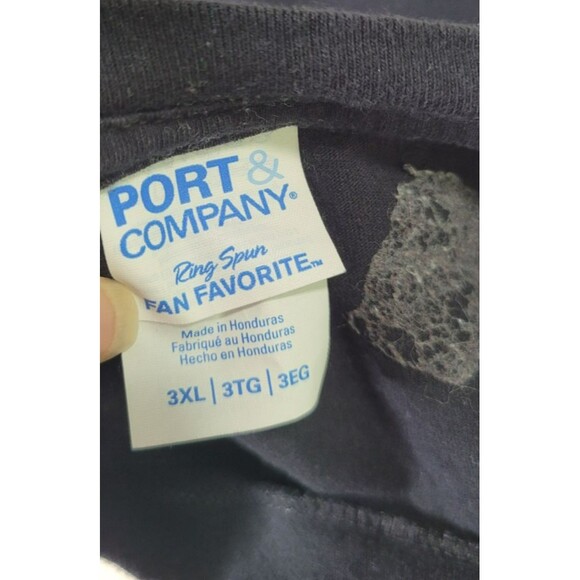 PORT &
COMPANY®
Ring Spun
FAN FAVORITE™
Made in Honduras
Fabriqué au Honduras
Hecho en Honduras
3XL | 3TG | 3EG